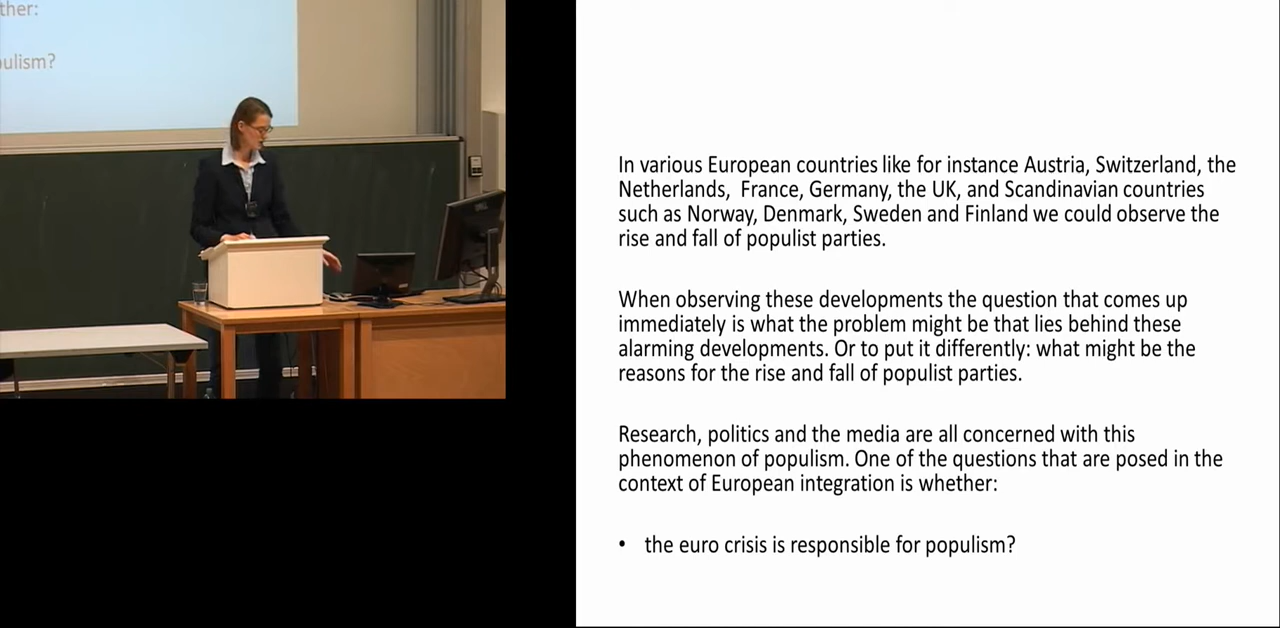 ther:
pulism?
In various European countries like for instance Austria, Switzerland, the
Netherlands,  France, Germany, the UK, and Scandinavian countries
such as Norway, Denmark, Sweden and Finland we could observe the
rise and fall of populist parties.
When observing these developments the question that comes up
immediately is what the problem might be that lies behind these
alarming developments. Or to put it differently: what might be the
reasons for the rise and fall of populist parties.
Research, politics and the media are all concerned with this
phenomenon of populism. One of the questions that are posed in the
context of European integration is whether:
• the euro crisis is responsible for populism?